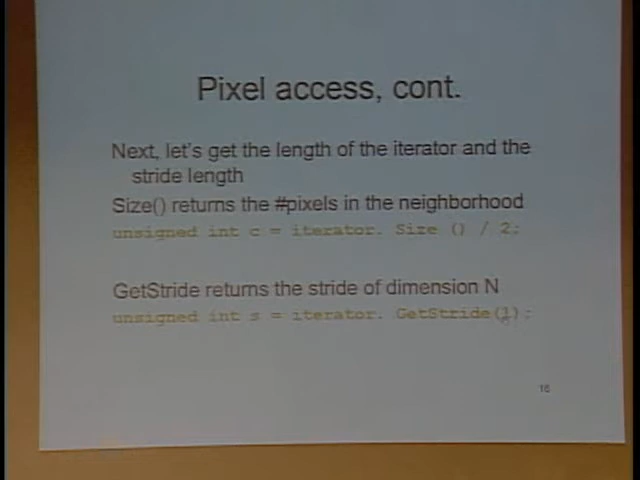 Pixel access, cont.
Next, let's get the length of the iterator and the
stride length
Size() returns the #pixels in the neighborhood
unsigned int c = iterator. Size () / 2;
GetStride returns the stride of dimension N
unsigned int s = iterator. GetStride(1);
16